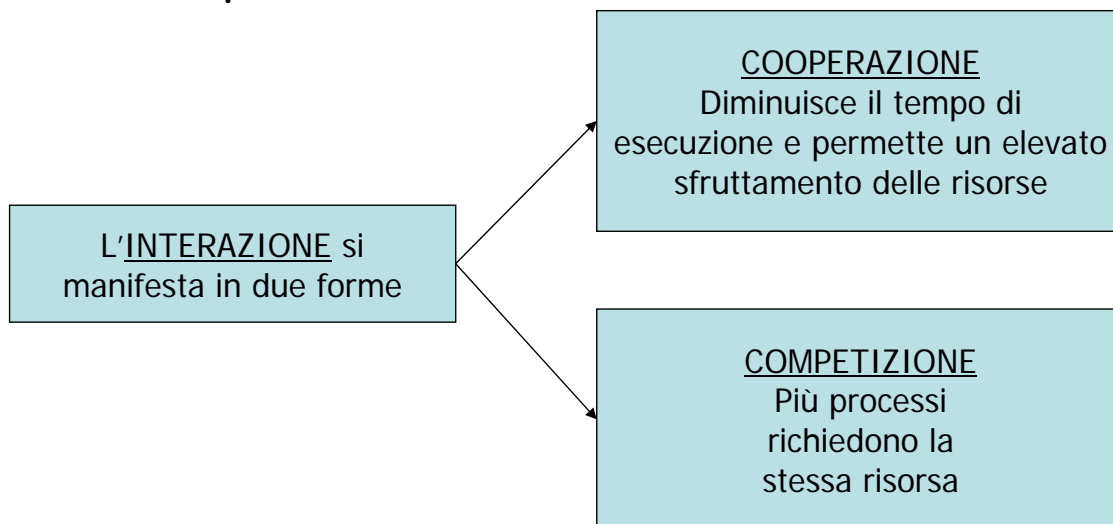 COOPERAZIONE
Diminuisce il tempo di
esecuzione e permette un elevato
sfruttamento delle risorse
L'INTERAZIONE si
manifesta in due forme
COMPETIZIONE
Più processi
richiedono la
stessa risorsa